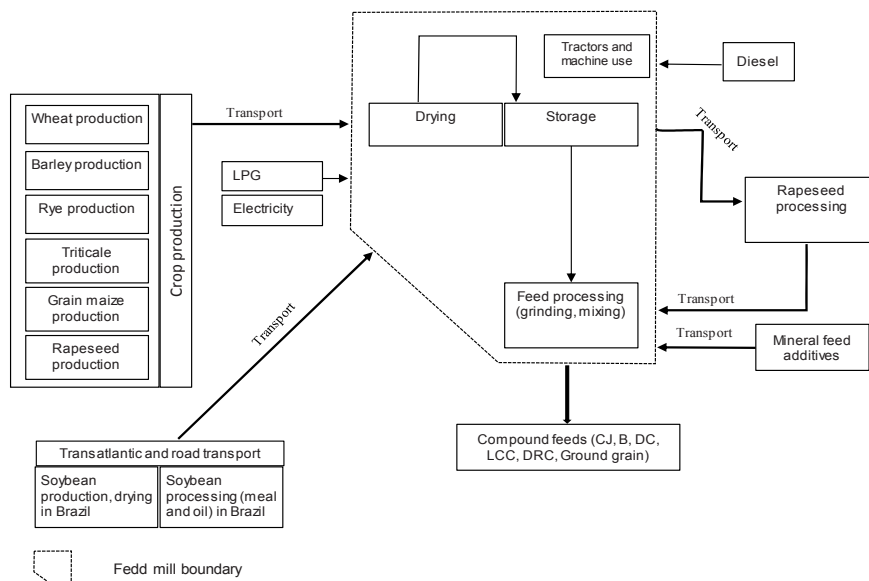 Tractors and
machine use
Diesel
Transport
Wheat production
Barley production
Rye production
Triticale
production
Grain maize
production
Rapeseed
production
Crop production
Drying
Storage
LPG
Electricity
Transport
Rapeseed
processing
Feed processing
(grinding, mixing)
Transport
Transport
Mineral feed
additives
Transport
Compound feeds (CJ, B, DC,
LCC, DRC, Ground grain)
Transatlantic and road transport
Soybean
production, drying
in Brazil
Soybean
processing (meal
and oil) in Brazil
Fedd mill boundary